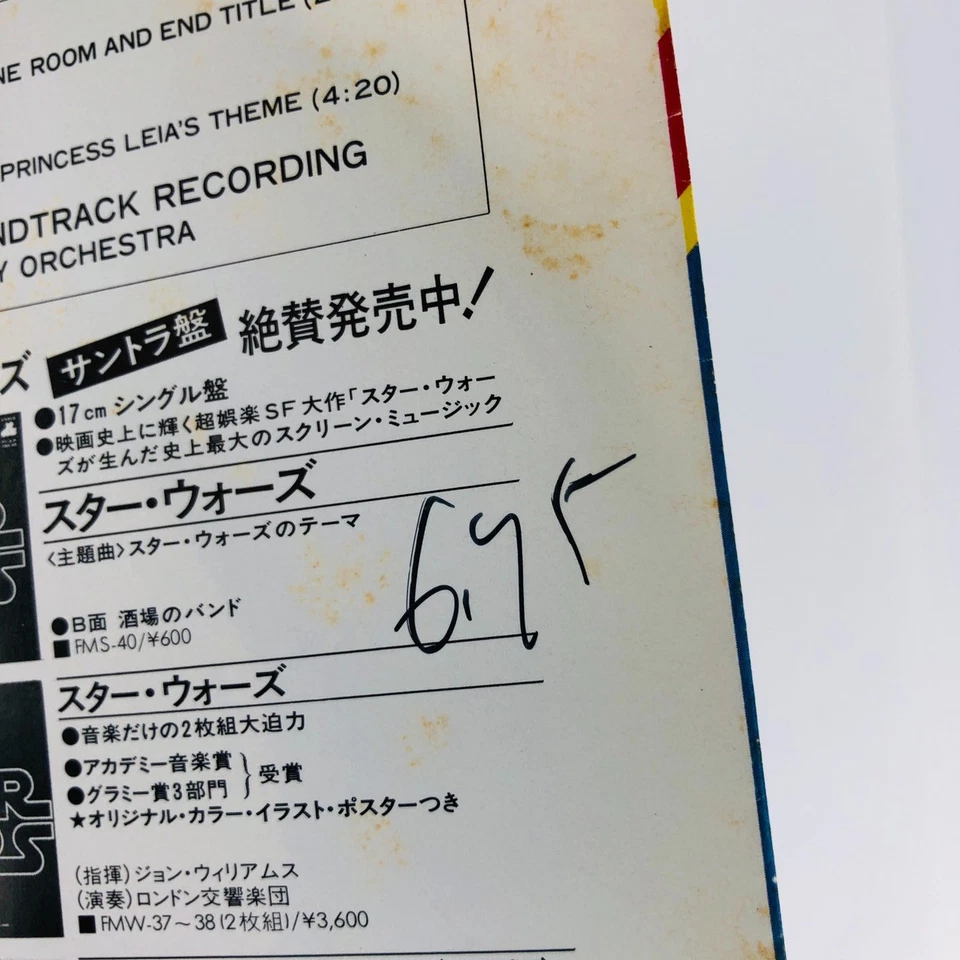 NE ROOM AND END TITLE (2
PRINCESS LEIA'S THEME (4:20)
NDTRACK RECORDING
Y ORCHESTRA
ズ サントラ盤 絶賛発売中!
●17cm シングル盤
●映画史上に輝く超娯楽SF大作「スター・ウォー
ズが生んだ史上最大のスクリーン・ミュージック
スター・ウォーズ
〈主題曲〉スター・ウォーズのテーマ
6.95
●B面 酒場のバンド
■FMS-40/¥600
スター・ウォーズ
●音楽だけの2枚組大迫力
●アカデミー音楽賞
●グラミー賞3部門 }受賞
★オリジナル・カラー・イラスト・ポスターつき
(指揮)ジョン・ウィリアムス
(演奏)ロンドン交響楽団
■FMW-37〜38(2枚組)/¥3,600